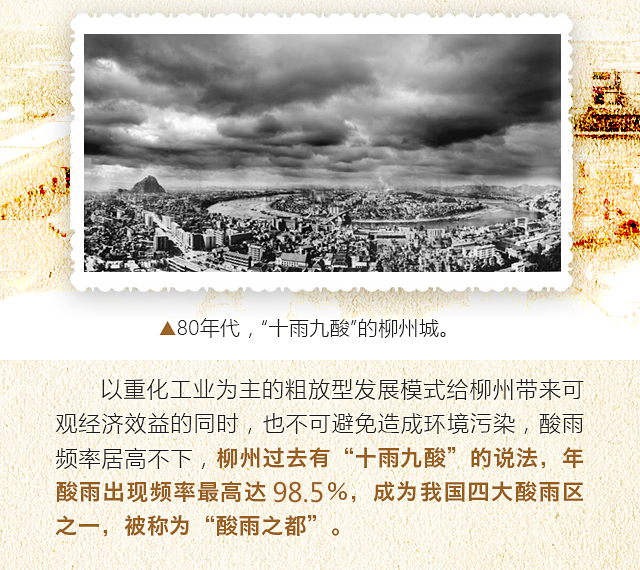 ▲80年代，“十雨九酸”的柳州城。
以重化工业为主的粗放型发展模式给柳州带来可
观经济效益的同时，也不可避免造成环境污染，酸雨
频率居高不下，柳州过去有“十雨九酸”的说法，年
酸雨出现频率最高达 98.5%，成为我国四大酸雨区
之一，被称为“酸雨之都”。